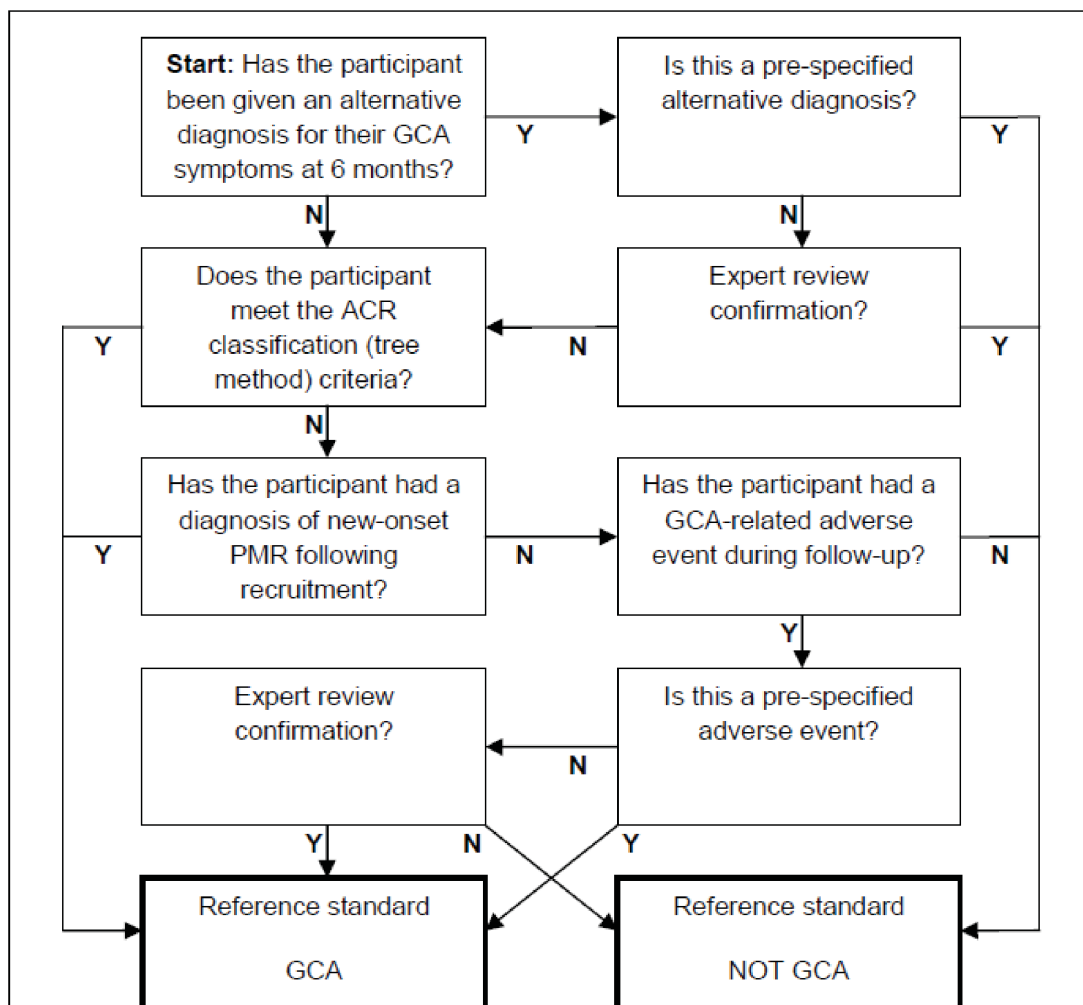 Start: Has the participant
been given an alternative
diagnosis for their GCA
symptoms at 6 months?
Y
Is this a pre-specified
alternative diagnosis?
Y
N
N
Does the participant
meet the ACR
classification (tree
method) criteria?
Y
N
Expert review
confirmation?
Y
N
Has the participant had a
diagnosis of new-onset
PMR following
recruitment?
Y
N
Has the participant had a
GCA-related adverse
event during follow-up?
N
Y
Expert review
confirmation?
N
Is this a pre-specified
adverse event?
Y
N
Y
Reference standard
GCA
Reference standard
NOT GCA